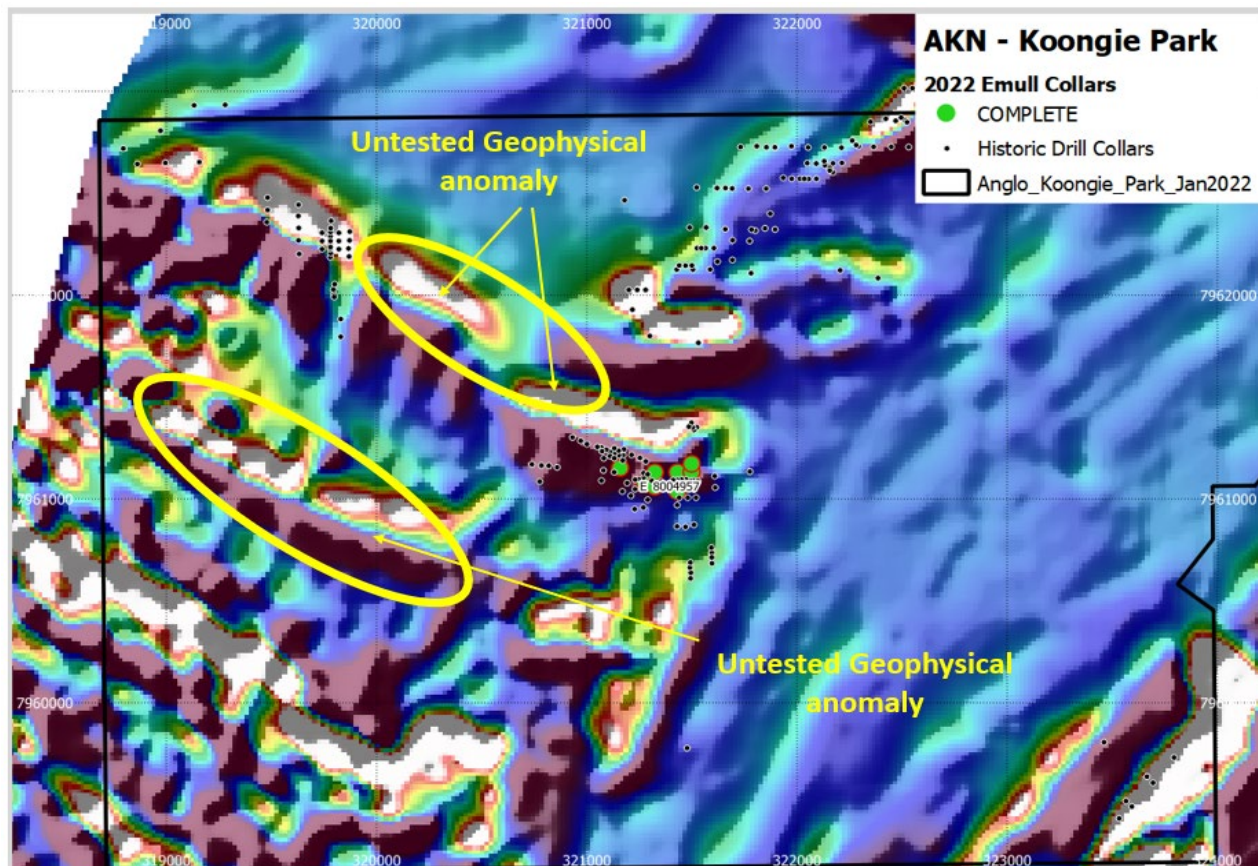 319000
320000
321000
322000
AKN - Koongie Park
2022 Emull Collars
COMPLETE
Historic Drill Collars
Anglo_Koongie_Park_Jan2022
Untested Geophysical
anomaly
7962000
E 8004957
7961000
7961000
Untested Geophysical
anomaly
7960000
319000
320000
321000
322000
323000